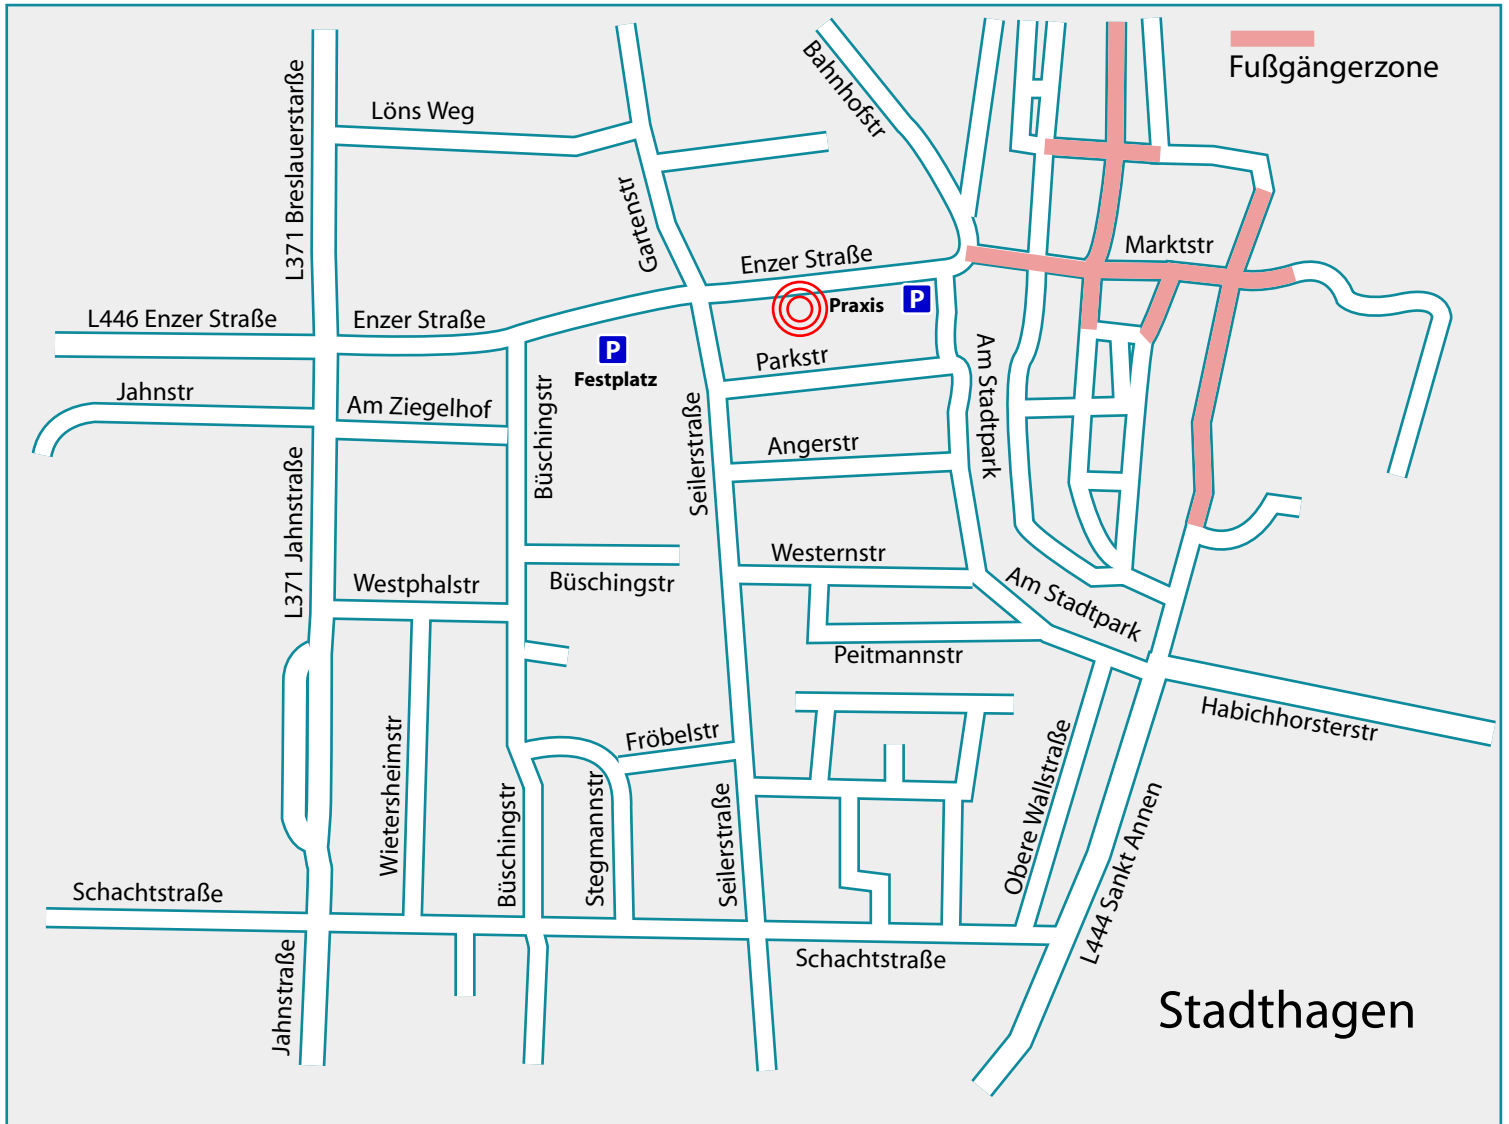 Fußgängerzone
Bahnhofstr
L371 Breslauerstarße
Löns Weg
Gartenstr
Marktstr
Enzer Straße
Praxis
P
L446 Enzer Straße
Enzer Straße
P
Festplatz
Parkstr
Am Stadtpark
Jahnstr
Am Ziegelhof
Büschingstr
Seilerstraße
Angerstr
L371 Jahnstraße
Westernstr
Westphalstr
Büschingstr
Am Stadtpark
Peitmannstr
Habichhorsterstr
Wietersheimstr
Fröbelstr
Büschingstr
Stegmannstr
Seilerstraße
Obere Wallstraße
L444 Sankt Annen
Schachtstraße
Schachtstraße
Jahnstraße
Stadthagen